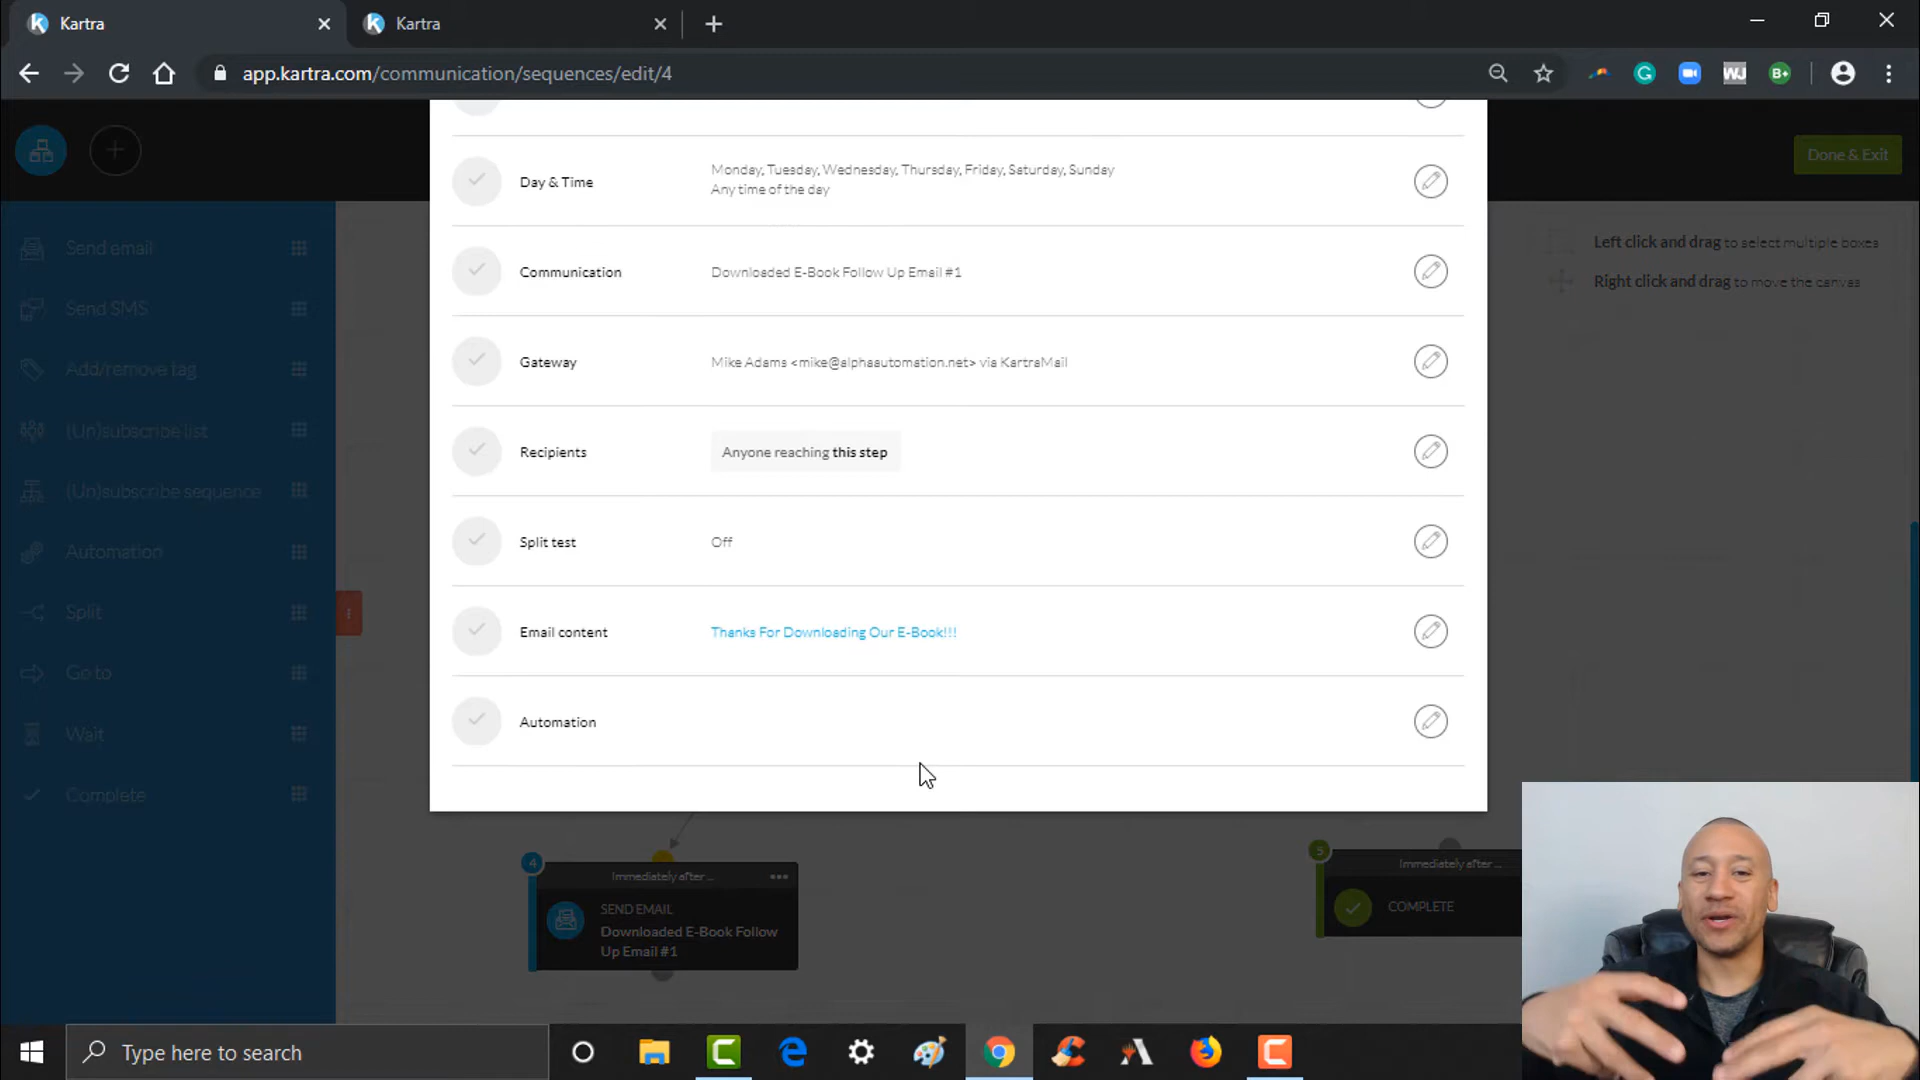 Kartra
Kartra
app.kartra.com/communication/sequences/edit/4
WJ
B+
Done & Exit
Day & Time
Monday, Tuesday, Wednesday, Thursday, Friday, Saturday, Sunday
Any time of the day
Send email
Left click and drag to select multiple boxes
Communication
Downloaded E-Book Follow Up Email #1
Right click and drag to move the canvas
Send SMS
Gateway
Mike Adams <mike@alphaautomation.net> via KartraMail
Add/remove tag
(Un)subscribe list
Recipients
Anyone reaching this step
(Un)subscribe sequence
Split test
Off
Automation
Split
Email content
Thanks For Downloading Our E-Book!!!
Go to
Automation
Wait
Complete
4
Immediately after ...
SEND EMAIL
Downloaded E-Book Follow
Up Email #1
5
Immediately after ...
COMPLETE
Type here to search